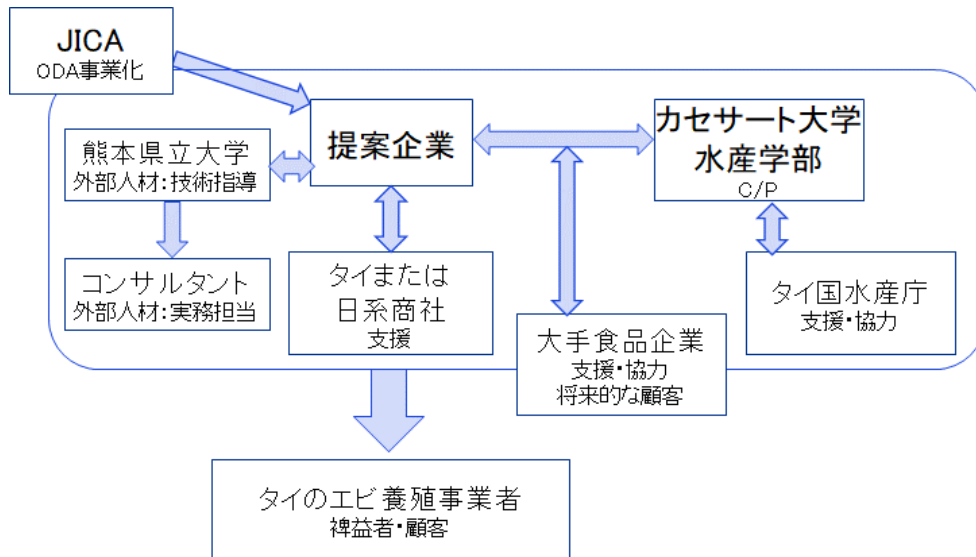 JICA
ODA事業化
熊本県立大学
外部人材:技術指導
提案企業
カセサート大学
水産学部
C/P
コンサルタント
外部人材:実務担当
タイまたは
日系商社
支援
大手食品企業
支援・協力
将来的な顧客
タイ国水産庁
支援・協力
タイのエビ養殖事業者
裨益者・顧客